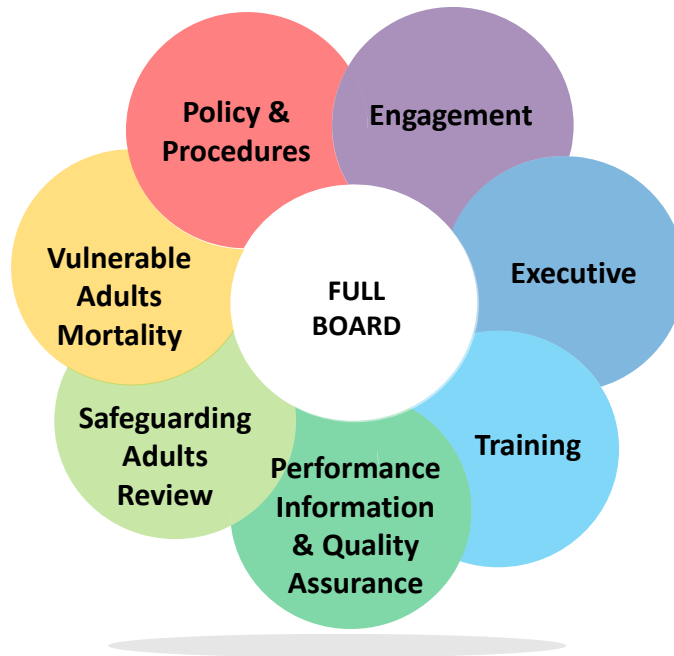 Policy &
Procedures
Engagement
Executive
Training
Performance
Information
& Quality
Assurance
Safeguarding
Adults
Review
Vulnerable
Adults
Mortality
FULL
BOARD